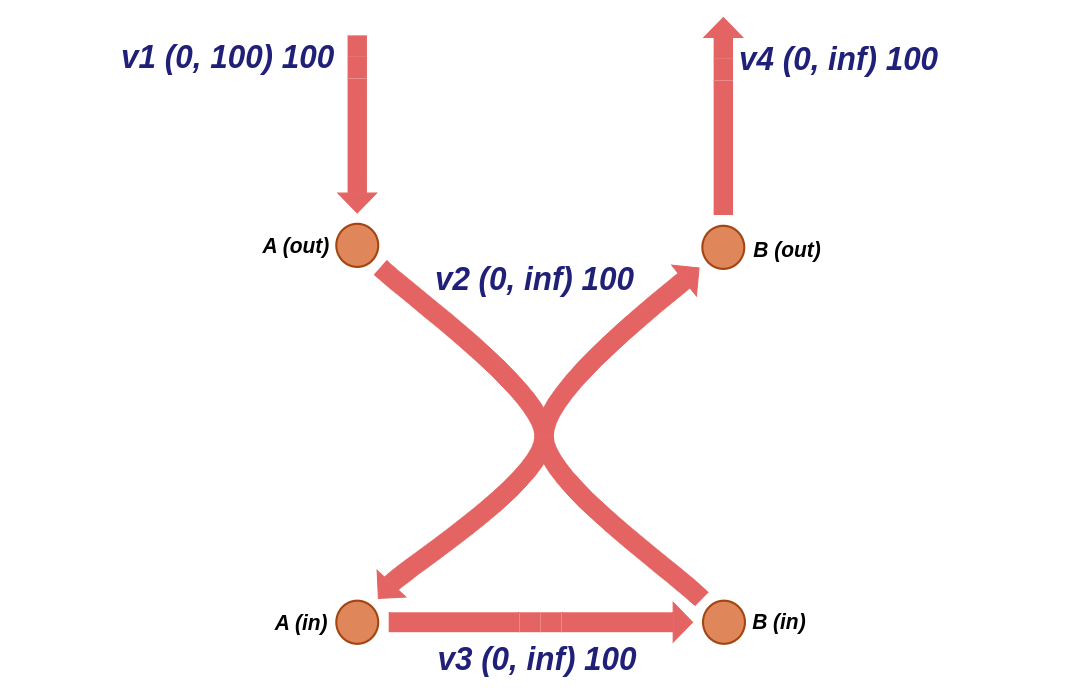 v1 (0, 100) 100
v4 (0, inf) 100
A (out)
B (out)
v2 (0, inf) 100
A (in)
B (in)
v3 (0, inf) 100